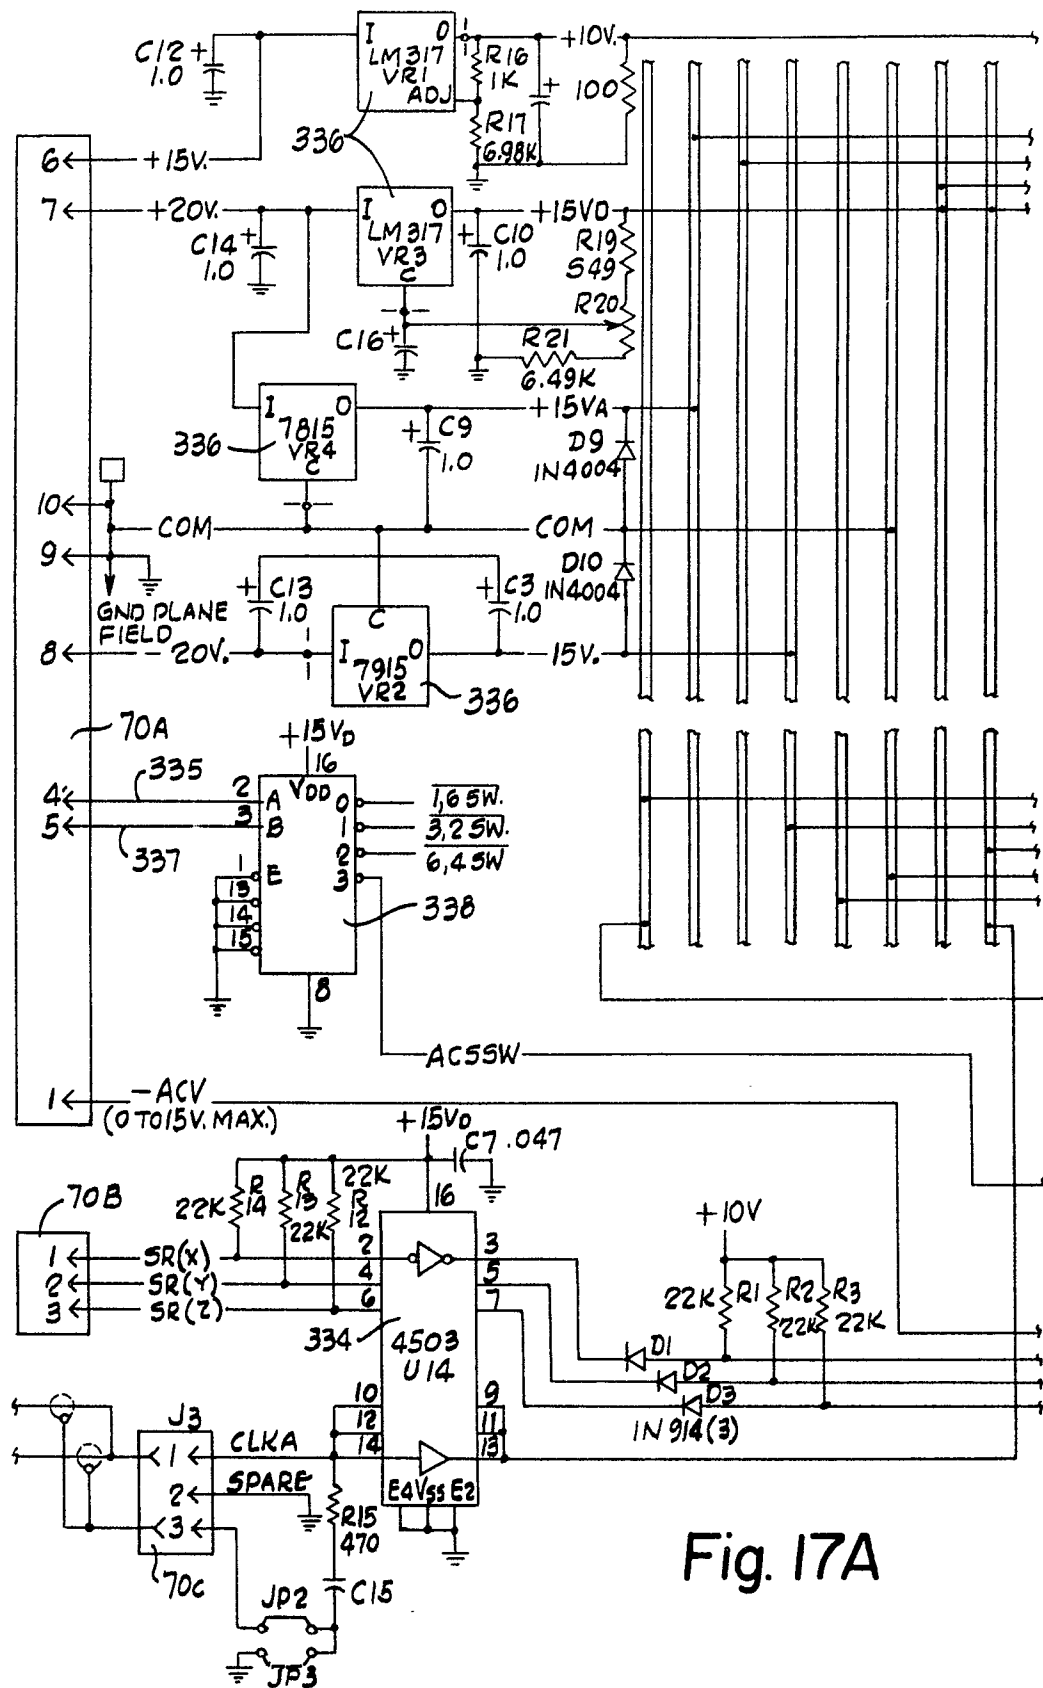 C12 +
1.0
I O
LM317
VR1
ADJ
R16
1K
+
+10V.
100
R17
6.98K
336
6 +15V.
7 +20V.
I O
LM317
VR3
C
+15VD
C14 +
1.0
+ C10
1.0
R19
549
R20
C16 +
R21
6.49K
I O
7815
VR4
C
336
+15VA
+ C9
1.0
D9
1N4004
10
COM
COM
9
GND PLANE
FIELD
+ C13
1.0
C
+ C3
1.0
D10
1N4004
8 -20V.
I O
7915
VR2
-15V.
336
70A
+15VD
16
VDD
4 335 2 A 0 1,65W.
5 337 3 B 1 3,25W.
2 6,45W
1 E 3
13
14
15
338
8
AC55W
1 -ACV
(0 TO 15V. MAX.)
+15VD
C7 .047
22K
R14
R13
22K
22K
R12
16
70B
1 SR(X) 2 3
2 SR(Y) 4 5
3 SR(Z) 6 7
334
4503
U14
+10V
22K R1 R2 22K R3 22K
D1
D2
D3
1N914(3)
10 9
12 11
14 13
J3
1 CLKA
2 SPARE
3
E4 VSS E2
R15
470
70C
C15
JP2
JP3
Fig. 17A